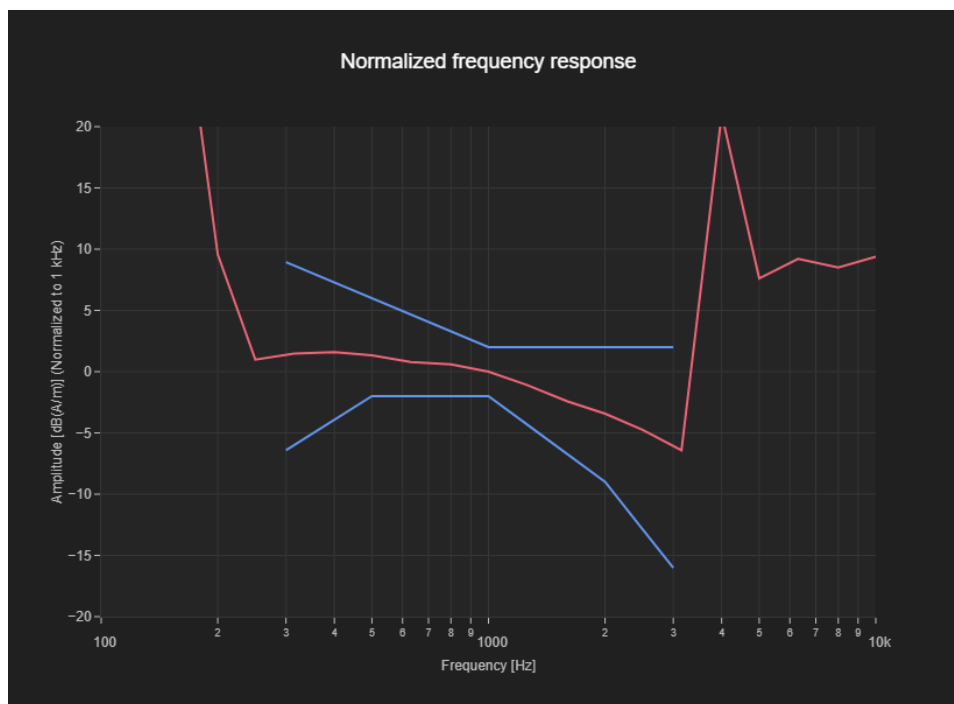 Normalized frequency response
Amplitude [dB(A/m)] (Normalized to 1 kHz)
20
15
10
5
0
−5
−10
−15
−20
100 2 3 4 5 6 7 8 9 1000 2 3 4 5 6 7 8 9 10k
Frequency [Hz]